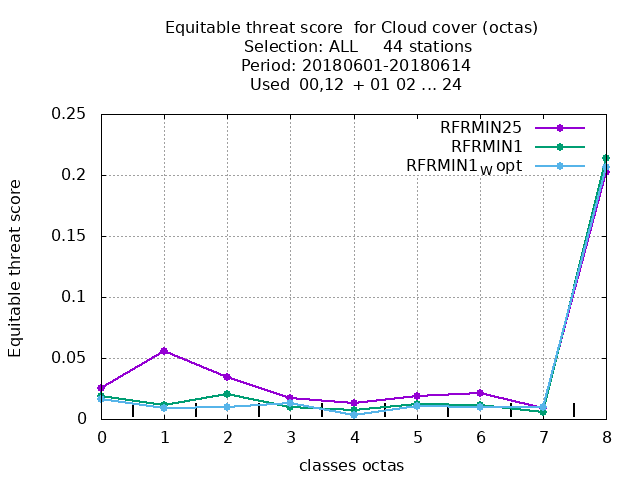 Equitable threat score  for Cloud cover (octas)
Selection: ALL     44 stations
Period: 20180601-20180614
Used  00,12  + 01 02 ... 24
RFRMIN25
RFRMIN1
RFRMIN1W opt
Equitable threat score
0.25
0.2
0.15
0.1
0.05
0
0 1 2 3 4 5 6 7 8
classes octas